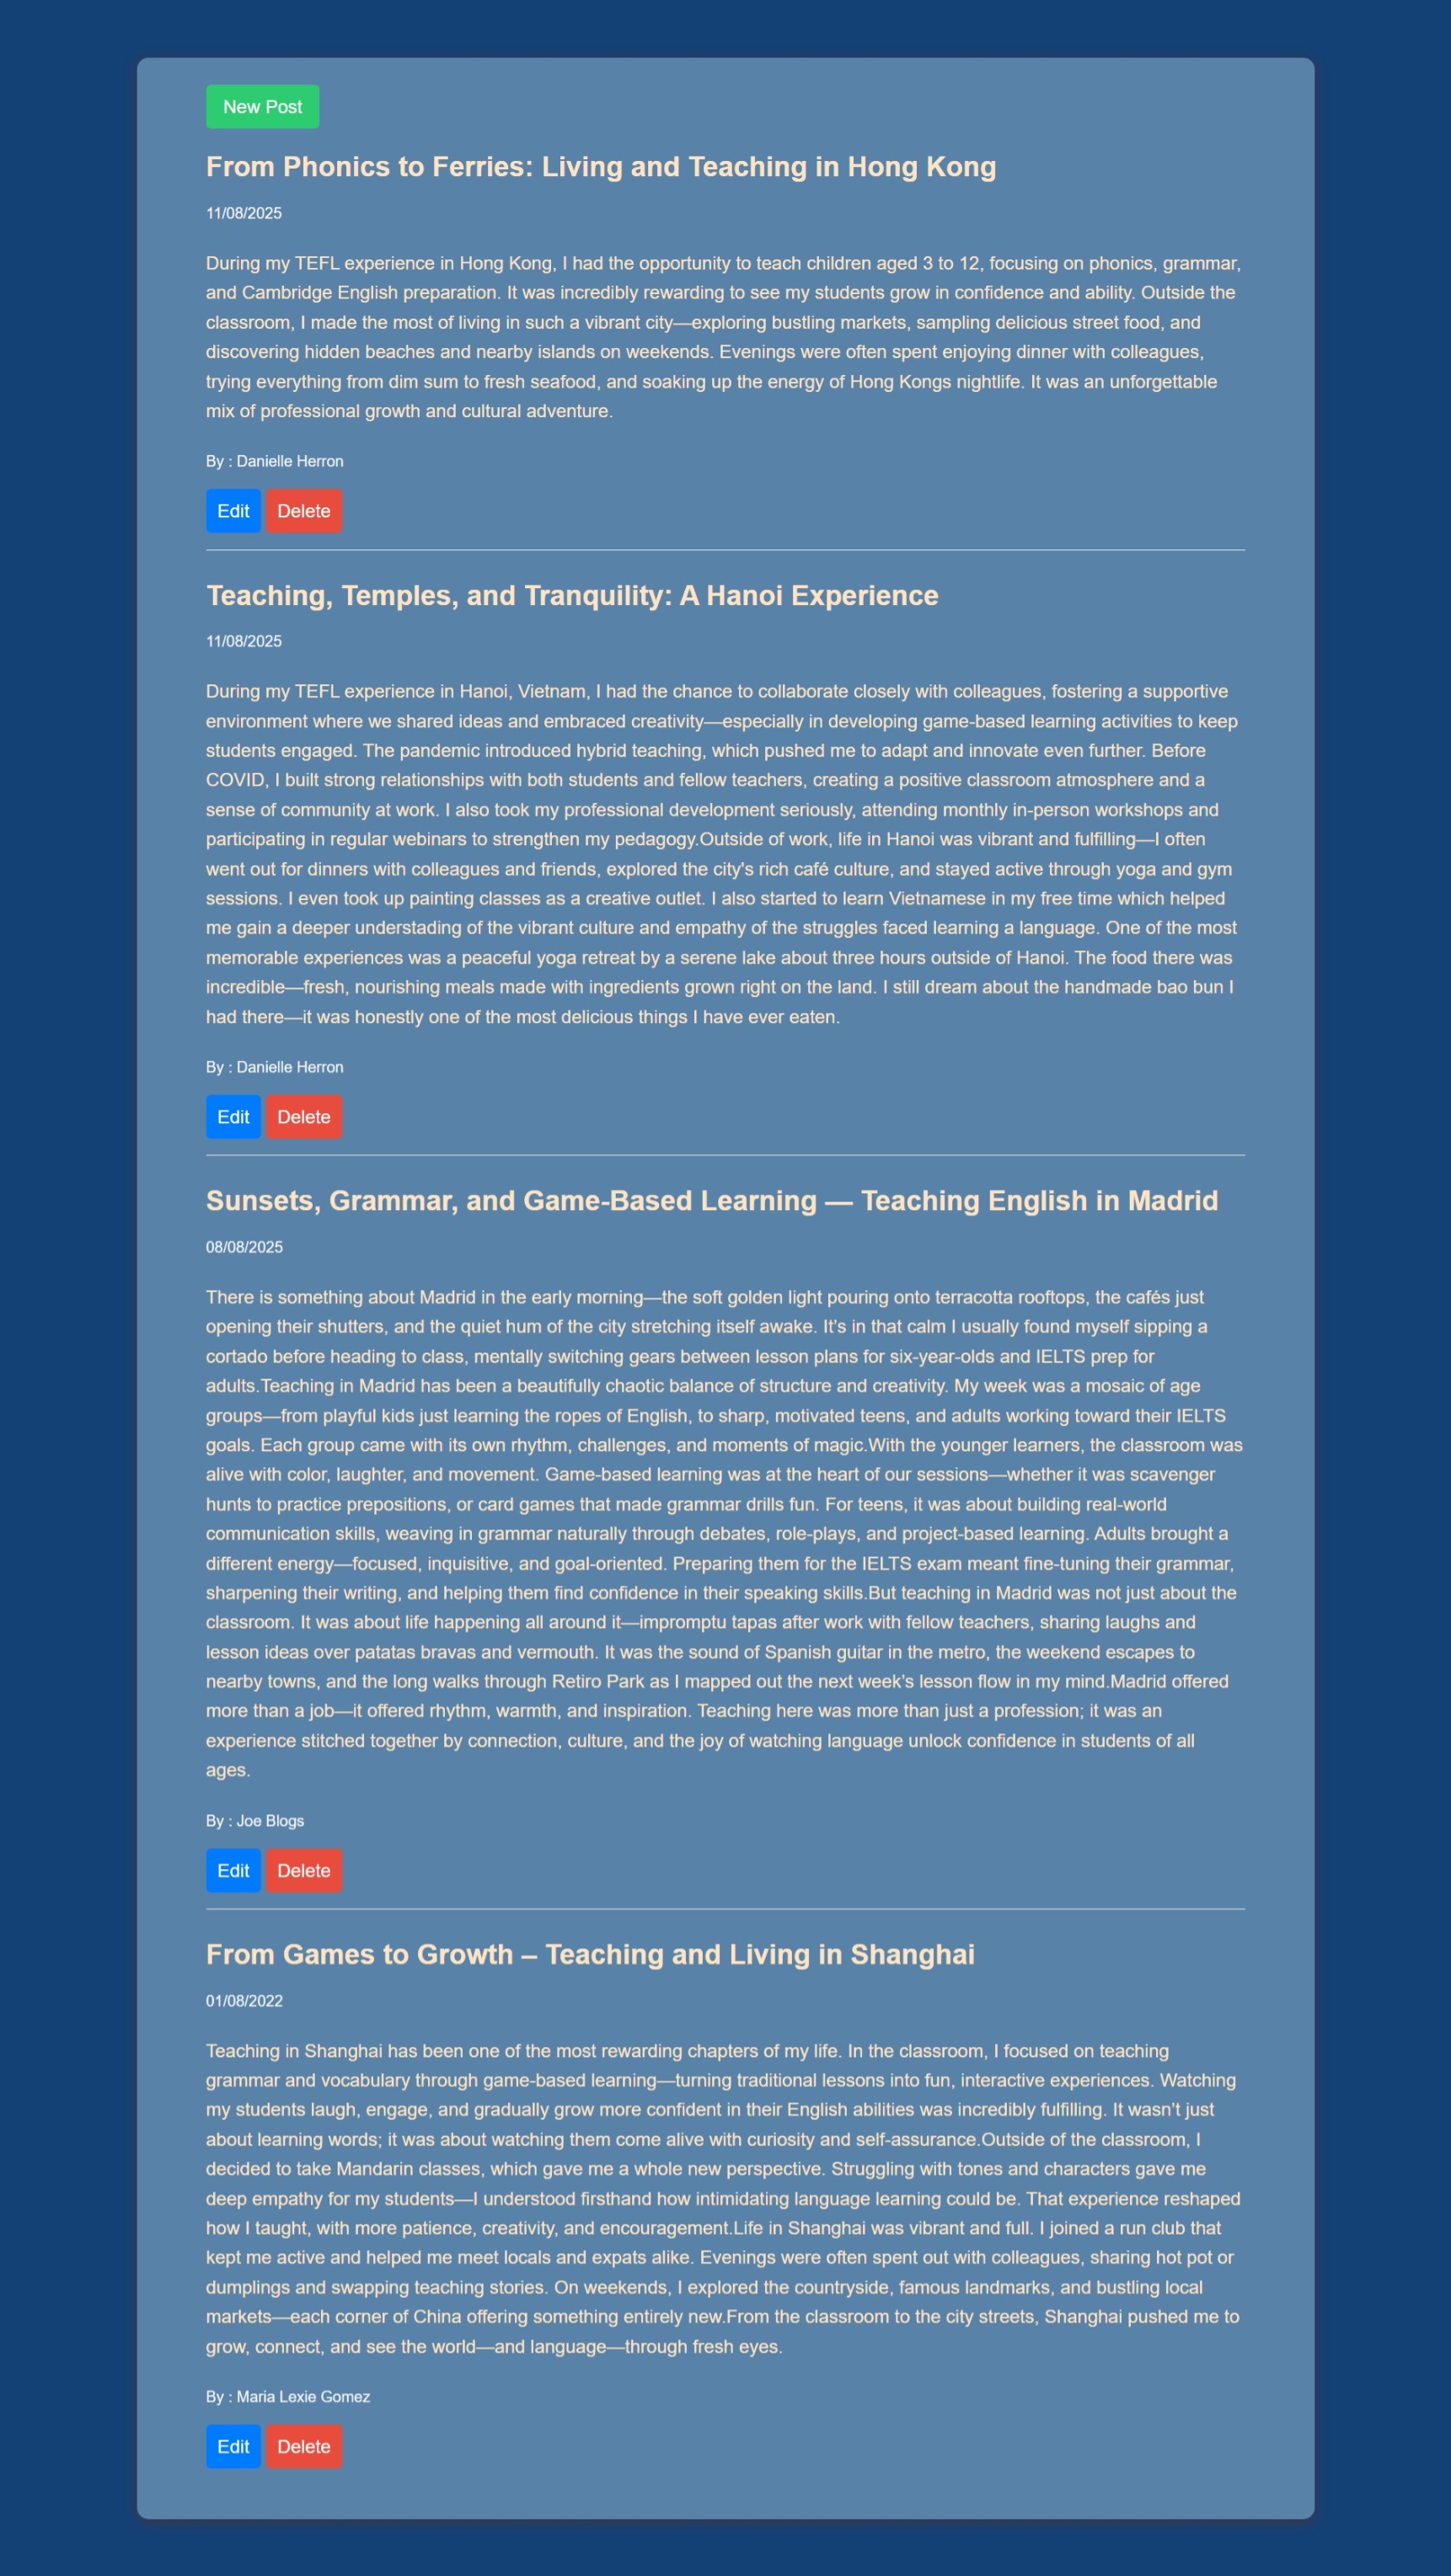 New Post
From Phonics to Ferries: Living and Teaching in Hong Kong
11/08/2025
During my TEFL experience in Hong Kong, I had the opportunity to teach children aged 3 to 12, focusing on phonics, grammar,
and Cambridge English preparation. It was incredibly rewarding to see my students grow in confidence and ability. Outside the
classroom, I made the most of living in such a vibrant city—exploring bustling markets, sampling delicious street food, and
discovering hidden beaches and nearby islands on weekends. Evenings were often spent enjoying dinner with colleagues,
trying everything from dim sum to fresh seafood, and soaking up the energy of Hong Kongs nightlife. It was an unforgettable
mix of professional growth and cultural adventure.
By : Danielle Herron
Edit Delete
Teaching, Temples, and Tranquility: A Hanoi Experience
11/08/2025
During my TEFL experience in Hanoi, Vietnam, I had the chance to collaborate closely with colleagues, fostering a supportive
environment where we shared ideas and embraced creativity—especially in developing game-based learning activities to keep
students engaged. The pandemic introduced hybrid teaching, which pushed me to adapt and innovate even further. Before
COVID, I built strong relationships with both students and fellow teachers, creating a positive classroom atmosphere and a
sense of community at work. I also took my professional development seriously, attending monthly in-person workshops and
participating in regular webinars to strengthen my pedagogy.Outside of work, life in Hanoi was vibrant and fulfilling—I often
went out for dinners with colleagues and friends, explored the city's rich café culture, and stayed active through yoga and gym
sessions. I even took up painting classes as a creative outlet. I also started to learn Vietnamese in my free time which helped
me gain a deeper understading of the vibrant culture and empathy of the struggles faced learning a language. One of the most
memorable experiences was a peaceful yoga retreat by a serene lake about three hours outside of Hanoi. The food there was
incredible—fresh, nourishing meals made with ingredients grown right on the land. I still dream about the handmade bao bun I
had there—it was honestly one of the most delicious things I have ever eaten.
By : Danielle Herron
Edit Delete
Sunsets, Grammar, and Game-Based Learning — Teaching English in Madrid
08/08/2025
There is something about Madrid in the early morning—the soft golden light pouring onto terracotta rooftops, the cafés just
opening their shutters, and the quiet hum of the city stretching itself awake. It's in that calm I usually found myself sipping a
cortado before heading to class, mentally switching gears between lesson plans for six-year-olds and IELTS prep for
adults.Teaching in Madrid has been a beautifully chaotic balance of structure and creativity. My week was a mosaic of age
groups—from playful kids just learning the ropes of English, to sharp, motivated teens, and adults working toward their IELTS
goals. Each group came with its own rhythm, challenges, and moments of magic.With the younger learners, the classroom was
alive with color, laughter, and movement. Game-based learning was at the heart of our sessions—whether it was scavenger
hunts to practice prepositions, or card games that made grammar drills fun. For teens, it was about building real-world
communication skills, weaving in grammar naturally through debates, role-plays, and project-based learning. Adults brought a
different energy—focused, inquisitive, and goal-oriented. Preparing them for the IELTS exam meant fine-tuning their grammar,
sharpening their writing, and helping them find confidence in their speaking skills.But teaching in Madrid was not just about the
classroom. It was about life happening all around it—impromptu tapas after work with fellow teachers, sharing laughs and
lesson ideas over patatas bravas and vermouth. It was the sound of Spanish guitar in the metro, the weekend escapes to
nearby towns, and the long walks through Retiro Park as I mapped out the next week's lesson flow in my mind.Madrid offered
more than a job—it offered rhythm, warmth, and inspiration. Teaching here was more than just a profession; it was an
experience stitched together by connection, culture, and the joy of watching language unlock confidence in students of all
ages.
By : Joe Blogs
Edit Delete
From Games to Growth – Teaching and Living in Shanghai
01/08/2022
Teaching in Shanghai has been one of the most rewarding chapters of my life. In the classroom, I focused on teaching
grammar and vocabulary through game-based learning—turning traditional lessons into fun, interactive experiences. Watching
my students laugh, engage, and gradually grow more confident in their English abilities was incredibly fulfilling. It wasn't just
about learning words; it was about watching them come alive with curiosity and self-assurance.Outside of the classroom, I
decided to take Mandarin classes, which gave me a whole new perspective. Struggling with tones and characters gave me
deep empathy for my students—I understood firsthand how intimidating language learning could be. That experience reshaped
how I taught, with more patience, creativity, and encouragement.Life in Shanghai was vibrant and full. I joined a run club that
kept me active and helped me meet locals and expats alike. Evenings were often spent out with colleagues, sharing hot pot or
dumplings and swapping teaching stories. On weekends, I explored the countryside, famous landmarks, and bustling local
markets—each corner of China offering something entirely new.From the classroom to the city streets, Shanghai pushed me to
grow, connect, and see the world—and language—through fresh eyes.
By : Maria Lexie Gomez
Edit Delete